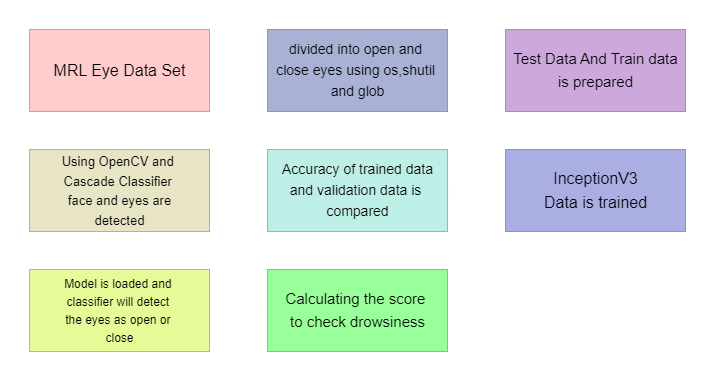 MRL Eye Data Set
divided into open and
close eyes using os,shutil
and glob
Test Data And Train data
is prepared
Using OpenCV and
Cascade Classifier
face and eyes are
detected
Accuracy of trained data
and validation data is
compared
InceptionV3
Data is trained
Model is loaded and
classifier will detect
the eyes as open or
close
Calculating the score
to check drowsiness